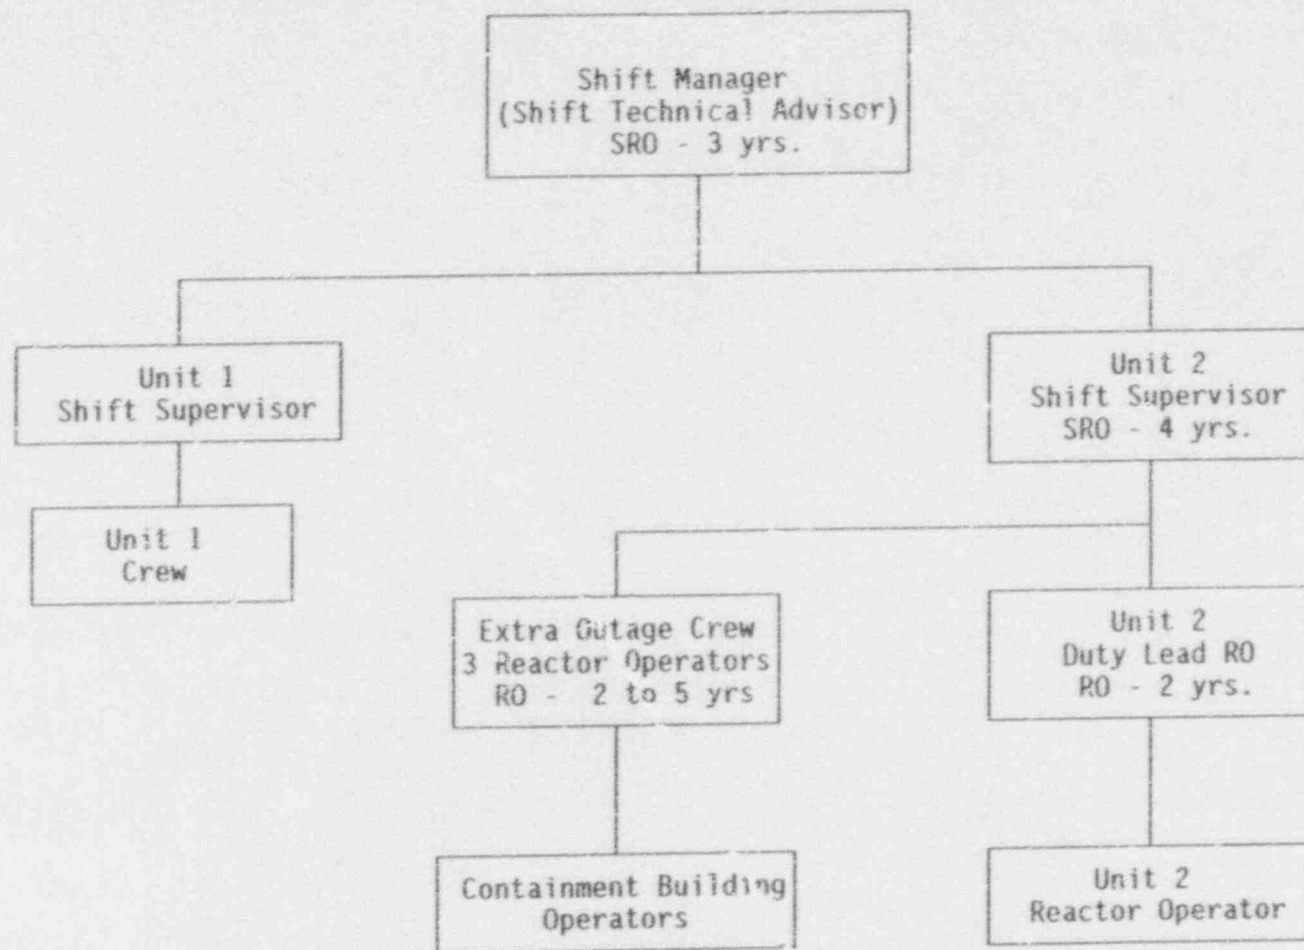 Shift Manager
(Shift Technical Advisor)
SRO - 3 yrs.
Unit 1
Shift Supervisor
Unit 2
Shift Supervisor
SRO - 4 yrs.
Unit 1
Crew
Extra Outage Crew
3 Reactor Operators
RO - 2 to 5 yrs
Unit 2
Duty Lead RO
RO - 2 yrs.
Containment Building
Operators
Unit 2
Reactor Operator